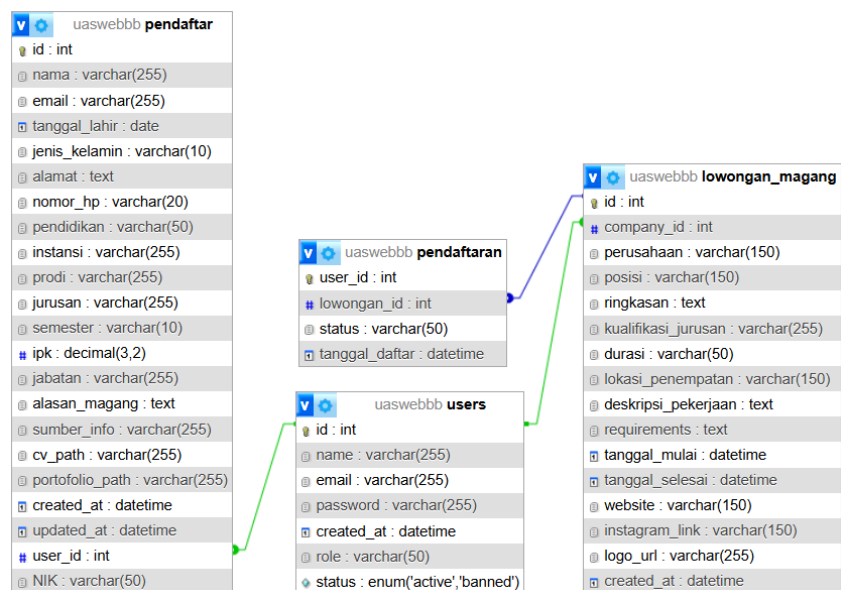 uaswebbb pendaftar
id : int
nama : varchar(255)
email : varchar(255)
tanggal_lahir : date
jenis_kelamin : varchar(10)
alamat : text
nomor_hp : varchar(20)
pendidikan : varchar(50)
instansi : varchar(255)
prodi : varchar(255)
jurusan : varchar(255)
semester : varchar(10)
ipk : decimal(3,2)
jabatan : varchar(255)
alasan_magang : text
sumber_info : varchar(255)
cv_path : varchar(255)
portofolio_path : varchar(255)
created_at : datetime
updated_at : datetime
user_id : int
NIK : varchar(50)
uaswebbb pendaftaran
user_id : int
lowongan_id : int
status : varchar(50)
tanggal_daftar : datetime
uaswebbb users
id : int
name : varchar(255)
email : varchar(255)
password : varchar(255)
created_at : datetime
role : varchar(50)
status : enum('active','banned')
uaswebbb lowongan_magang
id : int
company_id : int
perusahaan : varchar(150)
posisi : varchar(150)
ringkasan : text
kualifikasi_jurusan : varchar(255)
durasi : varchar(50)
lokasi_penempatan : varchar(150)
deskripsi_pekerjaan : text
requirements : text
tanggal_mulai : datetime
tanggal_selesai : datetime
website : varchar(150)
instagram_link : varchar(150)
logo_url : varchar(255)
created_at : datetime